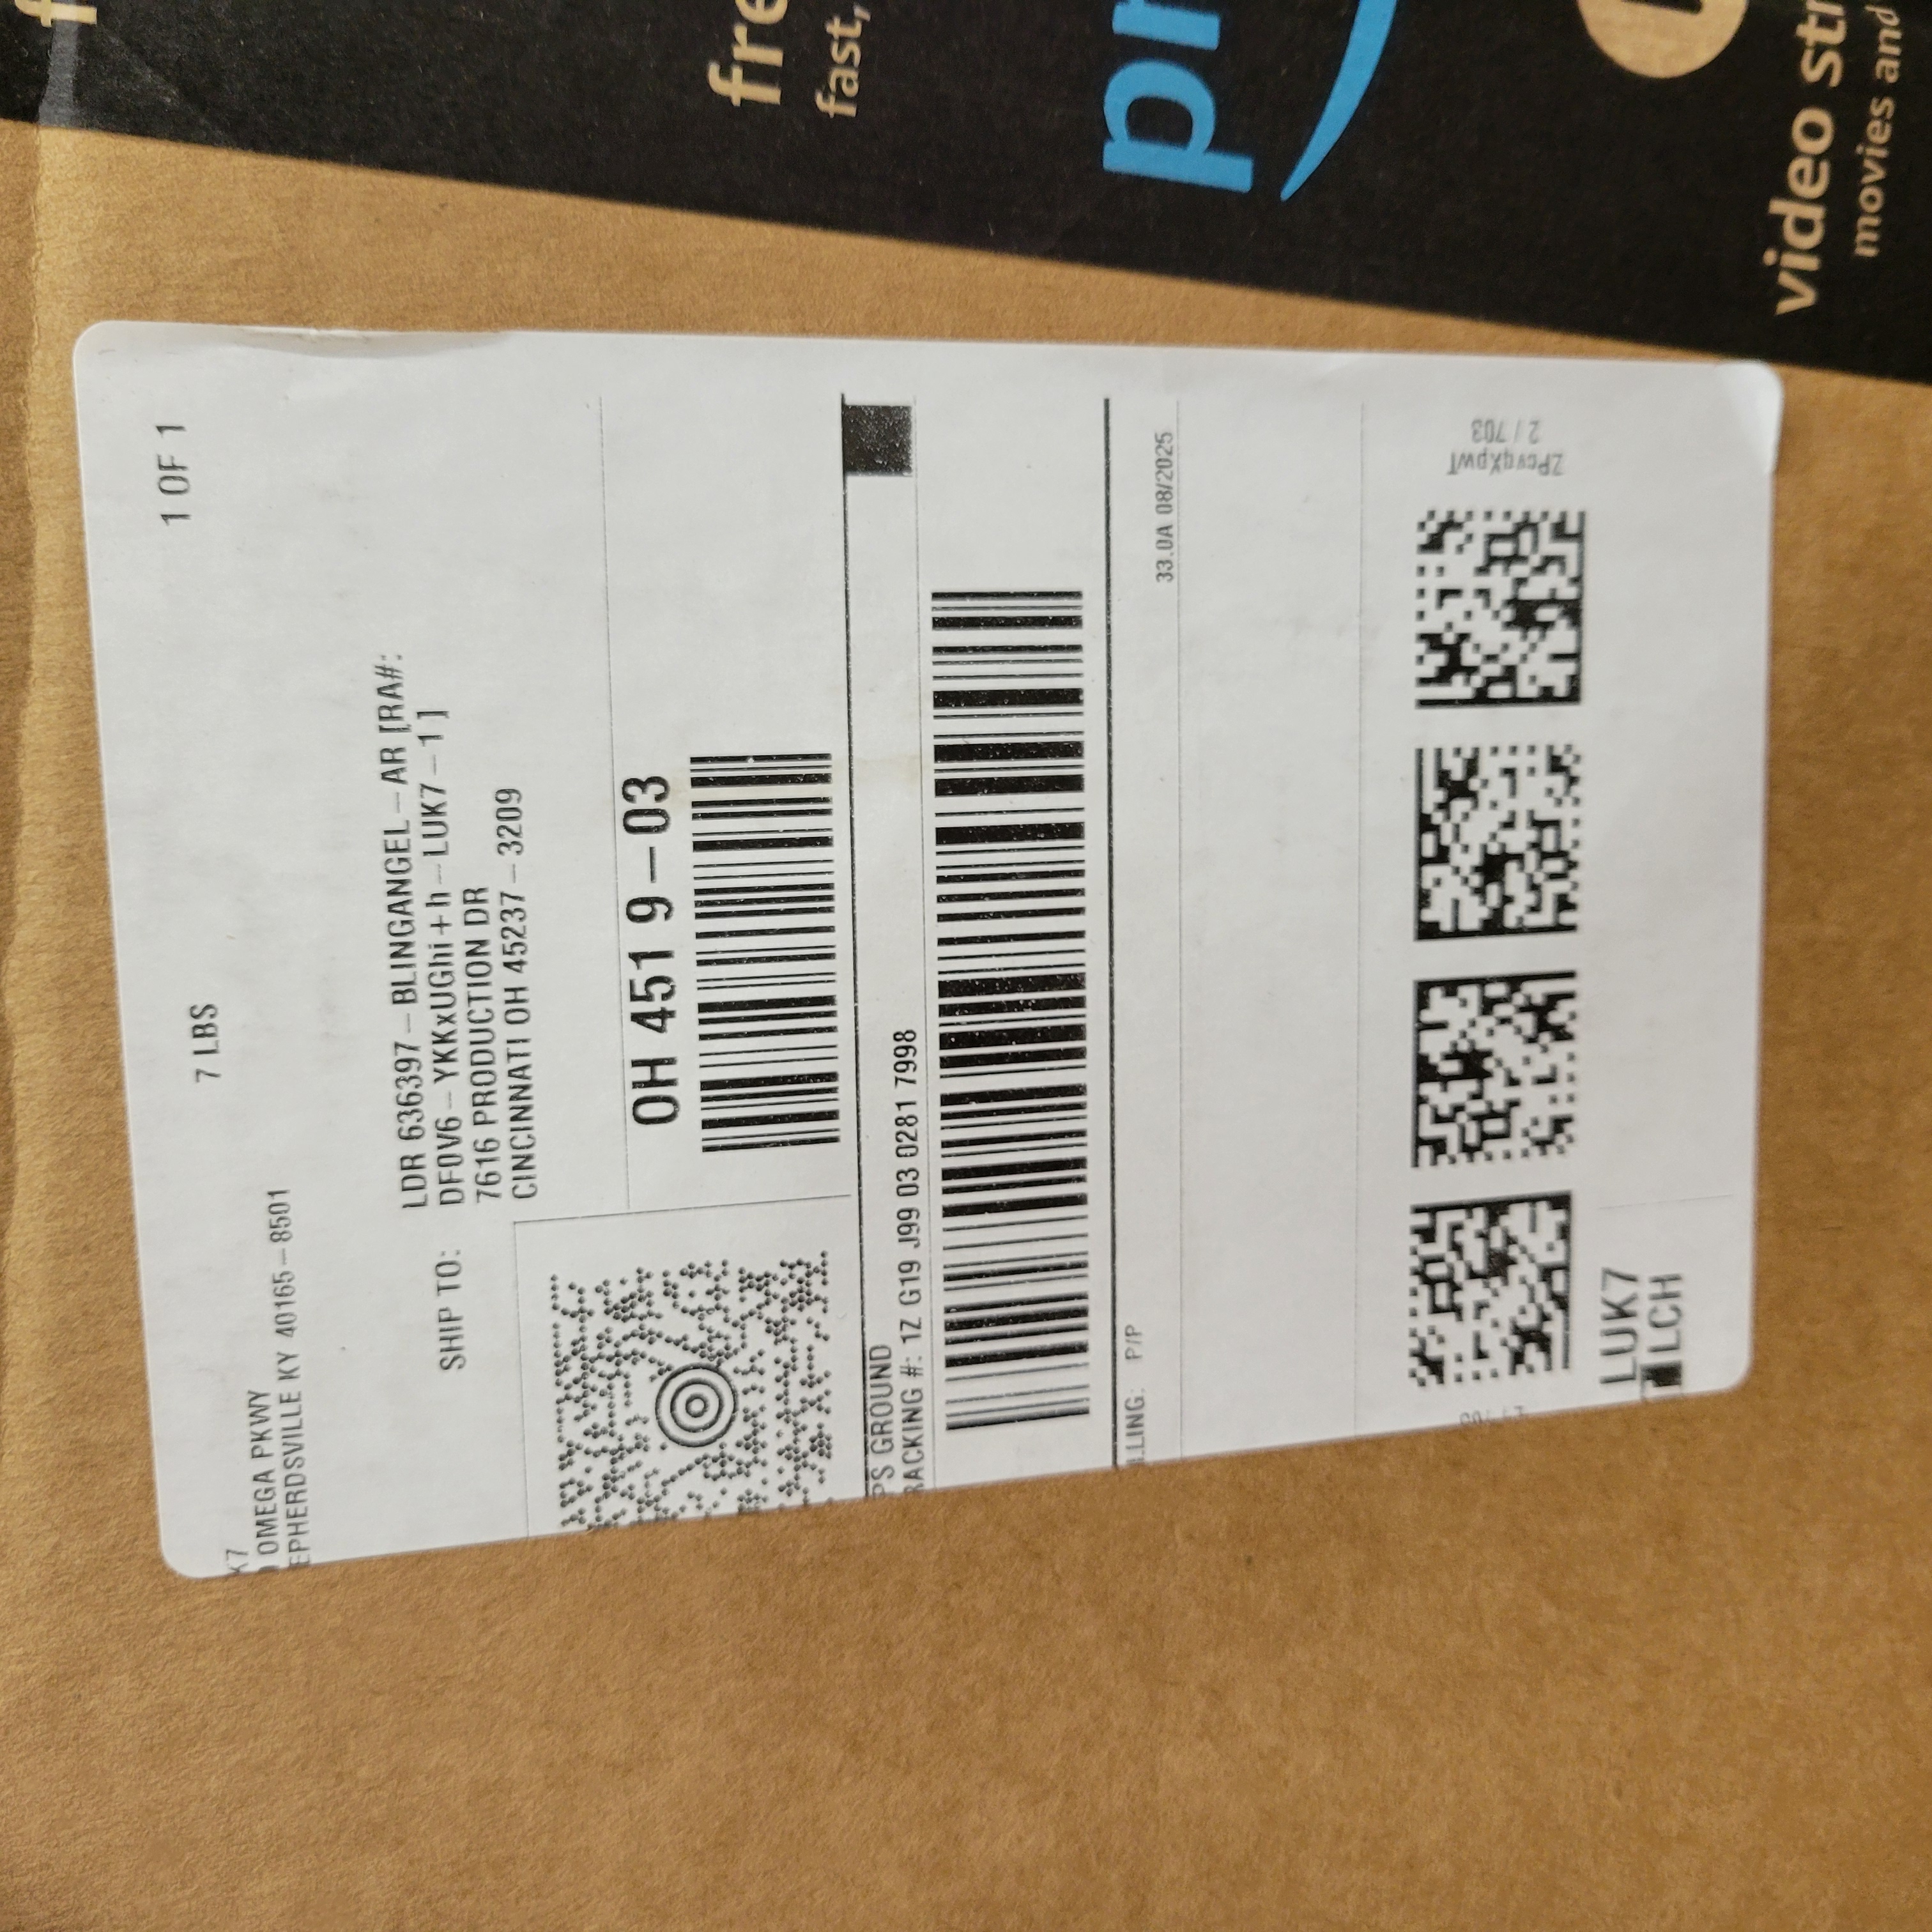 1 OF 1
7 LBS
OMEGA PKWY
EPHERDSVILLE KY 40165-8501
SHIP TO:
LDR 636397-BLINGANGEL-AR [RA#:
DF0V6-YKKxUGhi+h-LUK7-1]
7616 PRODUCTION DR
CINCINNATI OH 45237-3209
OH 451 9-03
PS GROUND
RACKING #: 1Z G19 J99 03 0281 7998
LLING: P/P
33.0A 08/2025
ZPcvqXpwT
2 / 703
LUK7
LCH
fre
fast,
pr
video str
movies and